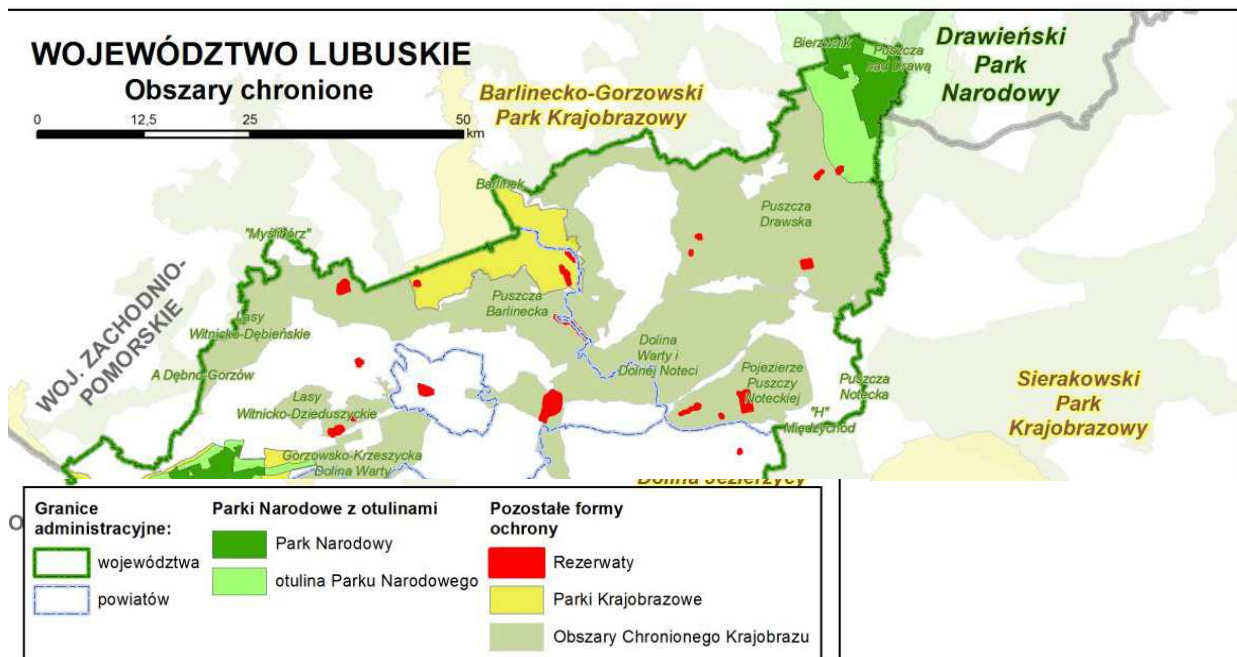 WOJEWÓDZTWO LUBUSKIE
Obszary chronione
0 12,5 25 50
km
Barlinecko-Gorzowski
Park Krajobrazowy
Bierzwnik
Puszcza
nad Drawą
Drawieński
Park
Narodowy
Barlinek
"Myślibórz"
Puszcza
Drawska
WOJ. ZACHODNIO-
POMORSKIE
Lasy
Witnicko-Dębieńskie
Puszcza
Barlinecka
A Dębno-Gorzów
Dolina
Warty i
Dolnej Noteci
Pojezierze
Puszczy
Noteckiej
Puszcza
Notecka
Sierakowski
Park
Krajobrazowy
Lasy
Witnicko-Dzieduszyckie
"H"
Międzychód
Gorzowsko-Krzeszycka
Dolina Warty
Dolina Jezierzycy
O
Granice
administracyjne:
województwa
powiatów
Parki Narodowe z otulinami
Park Narodowy
otulina Parku Narodowego
Pozostałe formy
ochrony
Rezerwaty
Parki Krajobrazowe
Obszary Chronionego Krajobrazu